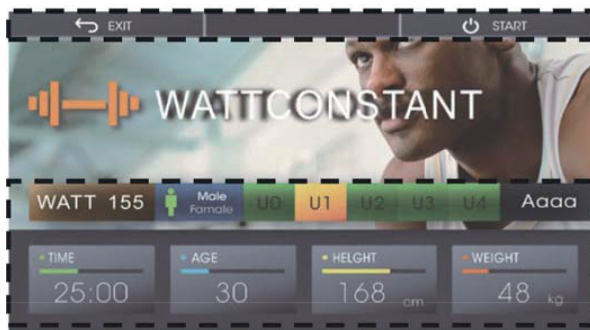 EXIT START
WATTCONSTANT
WATT 155 Male U0 U1 U2 U3 U4 Aaaa
Famale
TIME AGE HELGHT WEIGHT
25:00 30 168 cm 48 kg